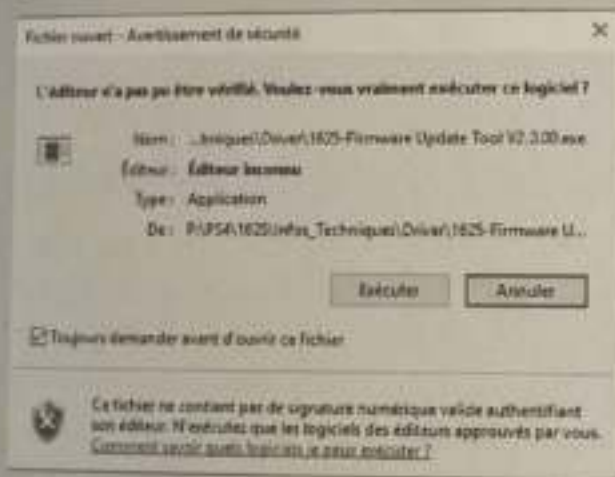 Fichier ouvert - Avertissement de sécurité
L'éditeur n'a pas pu être vérifié. Voulez-vous vraiment exécuter ce logiciel ?
Nom : ...hniques\Driver\1625-Firmware Update Tool V2.3.00.exe
Éditeur : Éditeur inconnu
Type : Application
De : P:\PS4\1625\Infos_Techniques\Driver\1625-Firmware U...
Exécuter
Annuler
Toujours demander avant d'ouvrir ce fichier
Ce fichier ne contient pas de signature numérique valide authentifiant
son éditeur. N'exécutez que les logiciels des éditeurs approuvés par vous.
Comment savoir quels logiciels je peux exécuter ?